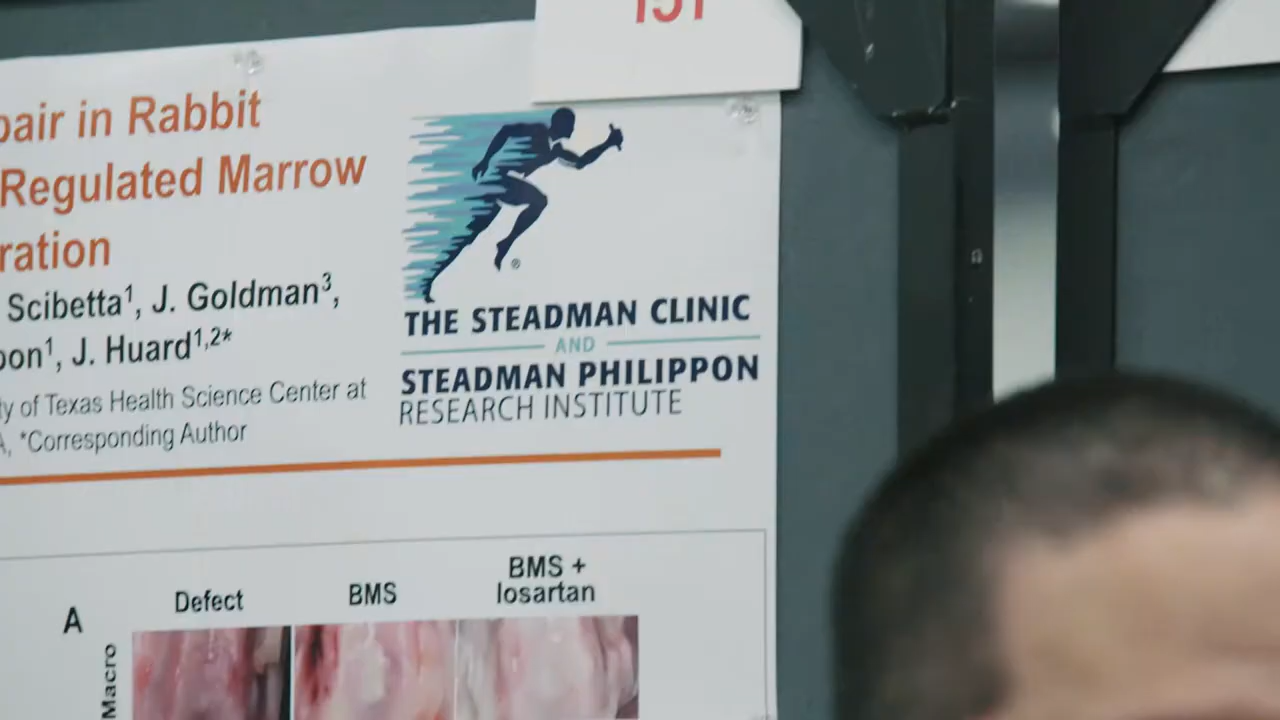 151
pair in Rabbit
Regulated Marrow
ration
Scibetta1, J. Goldman3,
pon1, J. Huard1,2*
ty of Texas Health Science Center at
A, *Corresponding Author
®
THE STEADMAN CLINIC
AND
STEADMAN PHILIPPON
RESEARCH INSTITUTE
A
Defect
BMS
BMS +
losartan
Macro